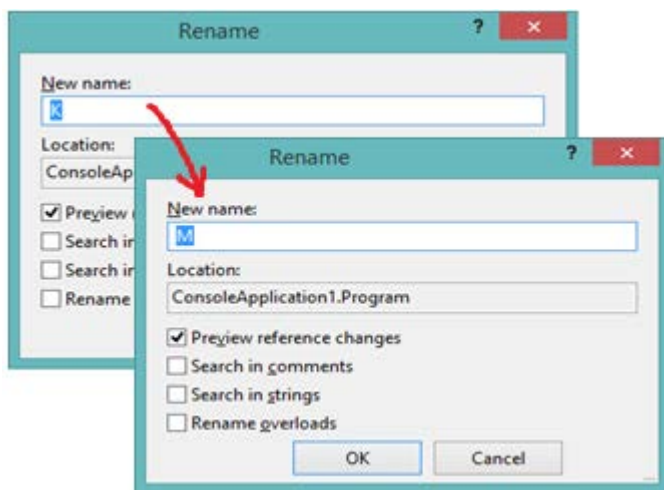 Rename ?
New name:
K
Location:
ConsoleAp
Preview
Search in
Search in
Rename
Rename ?
New name:
M
Location:
ConsoleApplication1.Program
Preview reference changes
Search in comments
Search in strings
Rename overloads
OK Cancel